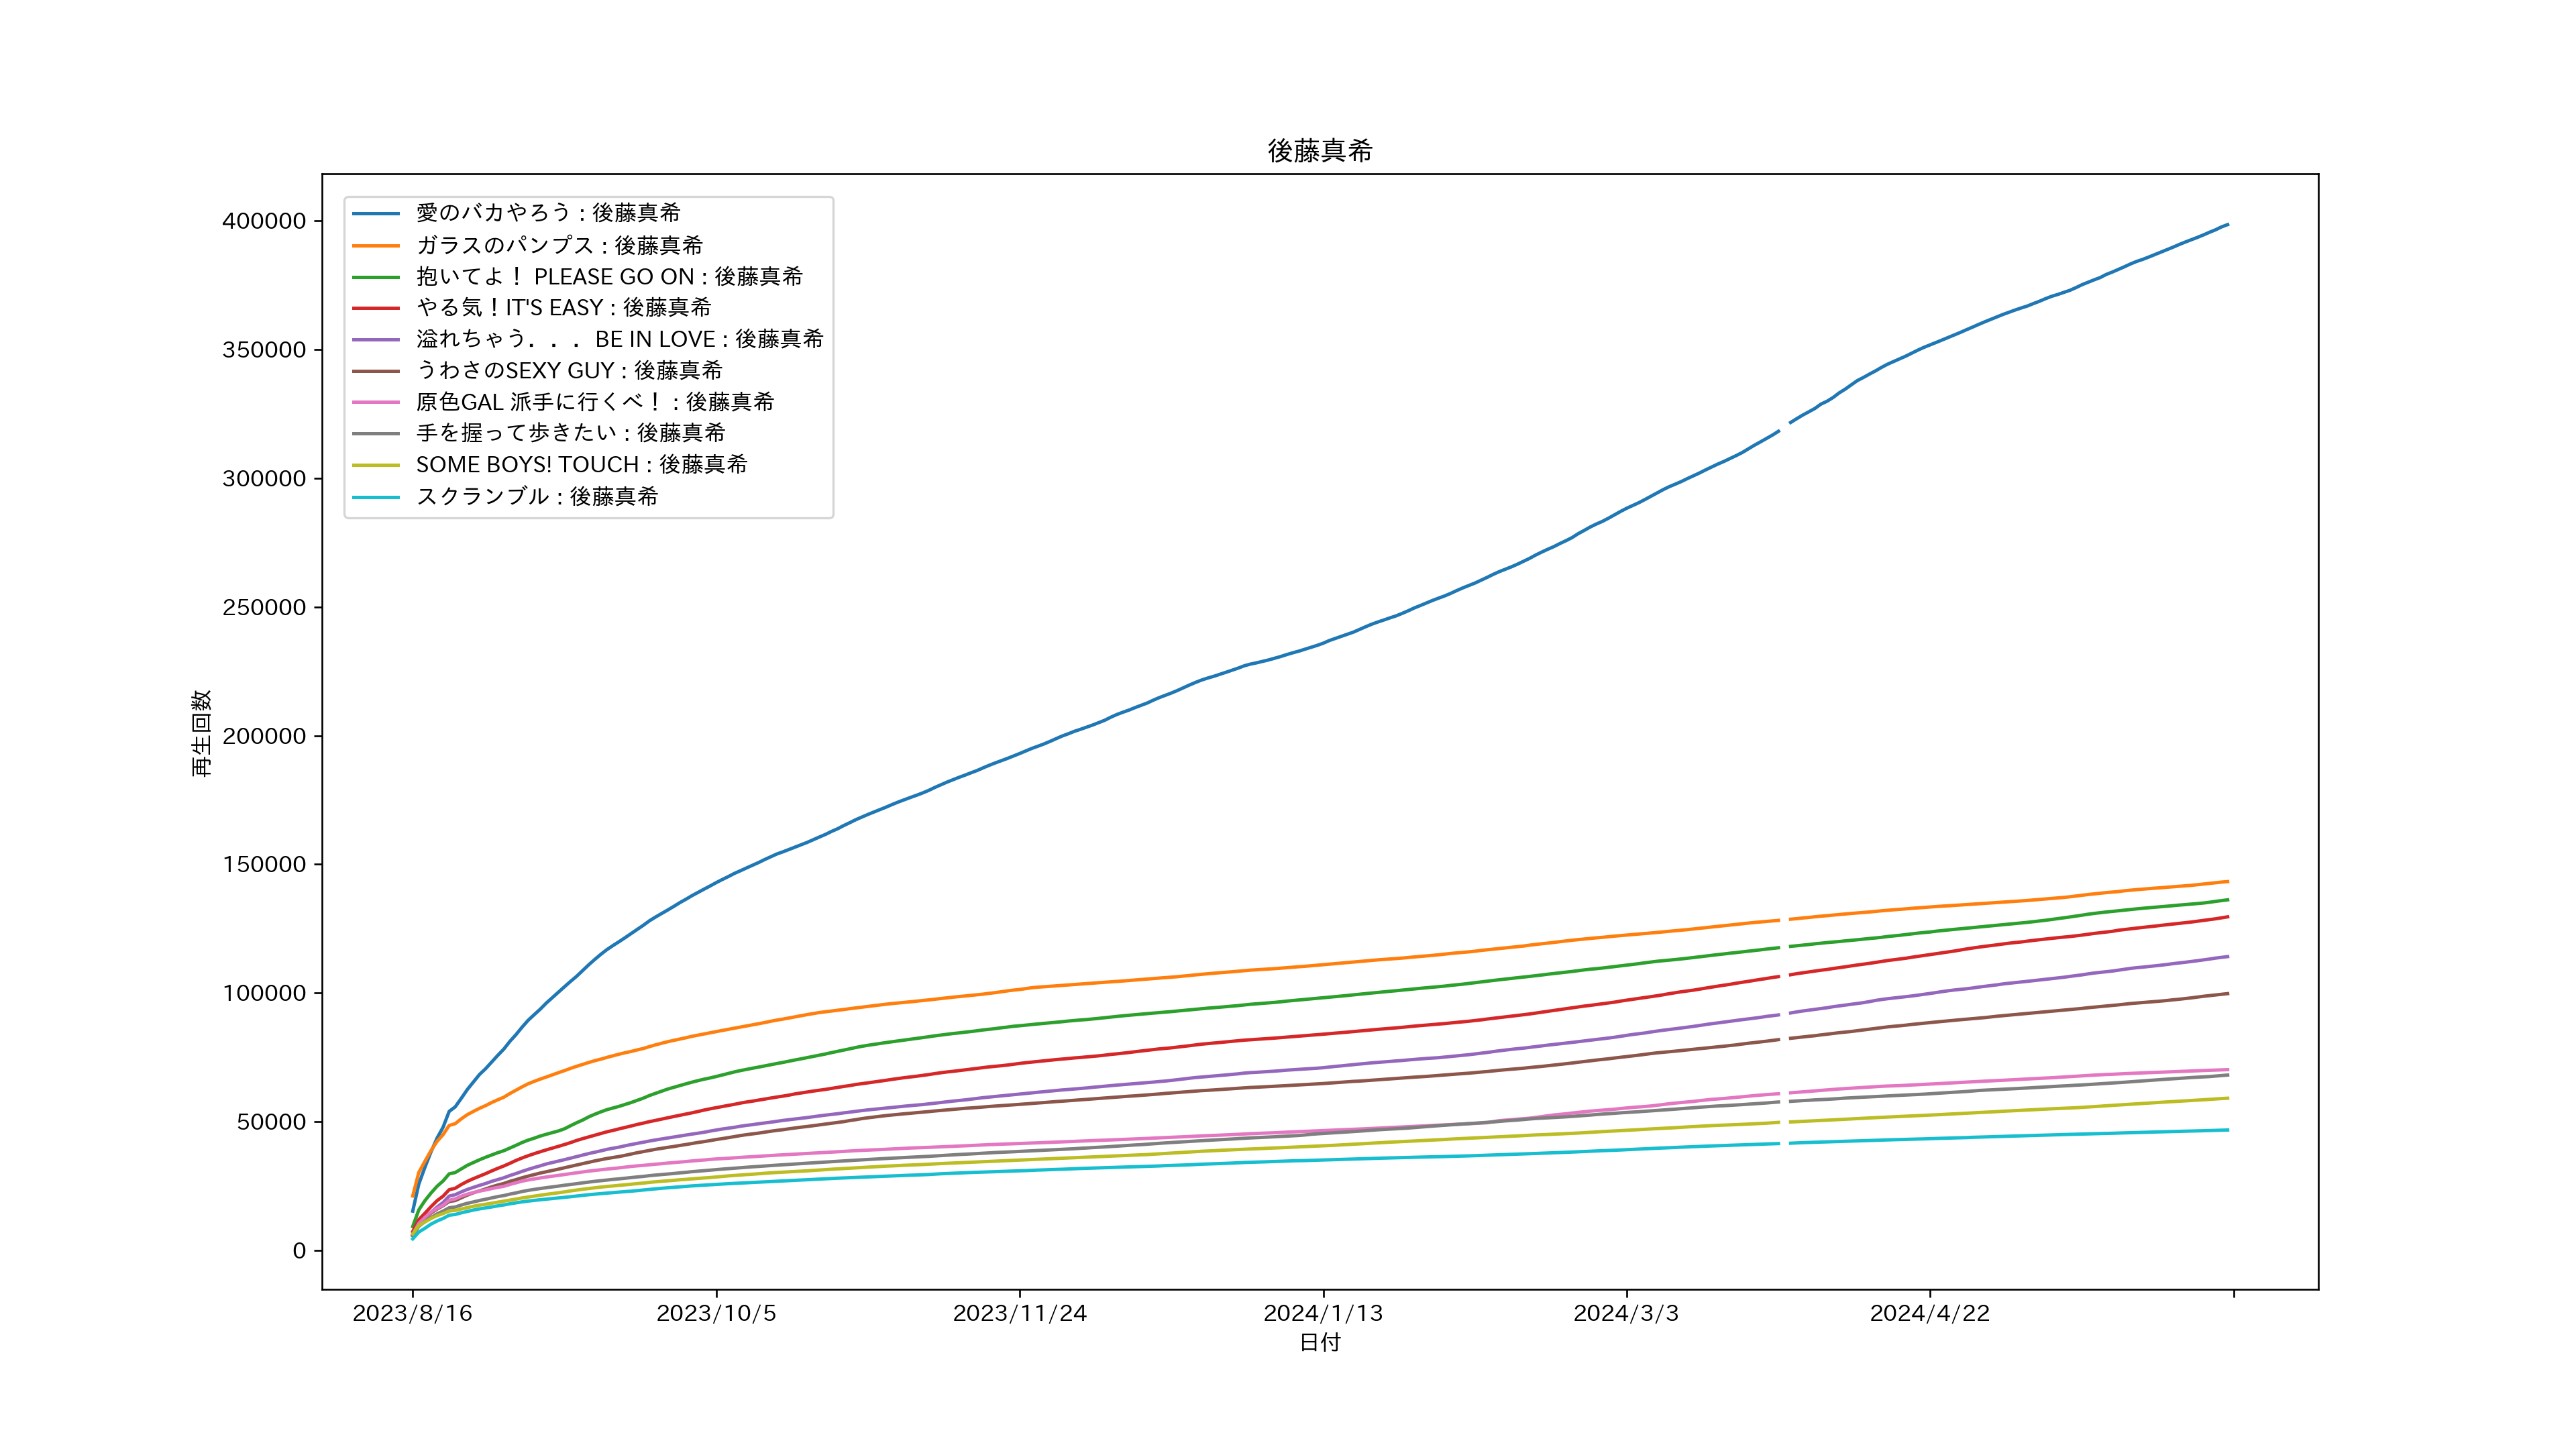 後藤真希
400000
350000
300000
250000
200000
150000
100000
50000
0
再生回数
愛のバカやろう : 後藤真希
ガラスのパンプス : 後藤真希
抱いてよ！ PLEASE GO ON : 後藤真希
やる気！IT'S EASY : 後藤真希
溢れちゃう．．． BE IN LOVE : 後藤真希
うわさのSEXY GUY : 後藤真希
原色GAL 派手に行くべ！ : 後藤真希
手を握って歩きたい : 後藤真希
SOME BOYS! TOUCH : 後藤真希
スクランブル : 後藤真希
2023/8/16 2023/10/5 2023/11/24 2024/1/13 2024/3/3 2024/4/22
日付